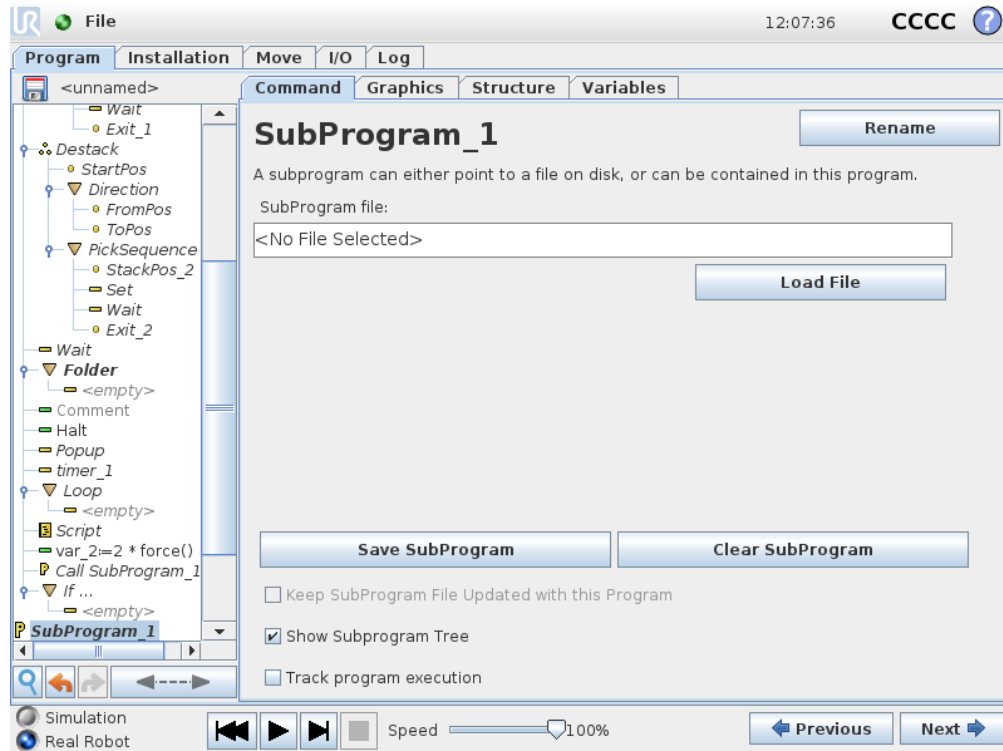 UR File 12:07:36 CCCC ?
Program Installation Move I/O Log
<unnamed> Command Graphics Structure Variables
Wait
Exit_1
Destack
StartPos
Direction
FromPos
ToPos
PickSequence
StackPos_2
Set
Wait
Exit_2
Wait
Folder
<empty>
Comment
Halt
Popup
timer_1
Loop
<empty>
Script
var_2:=2 * force()
Call SubProgram_1
If ...
<empty>
SubProgram_1
SubProgram_1 Rename
A subprogram can either point to a file on disk, or can be contained in this program.
SubProgram file:
<No File Selected>
Load File
Save SubProgram Clear SubProgram
Keep SubProgram File Updated with this Program
Show Subprogram Tree
Track program execution
Simulation
Real Robot
Speed 100% Previous Next